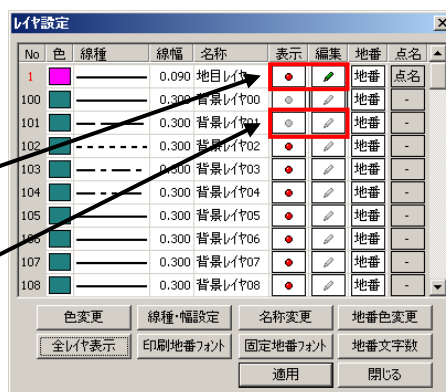 レイヤ設定
No 色 線種 線幅 名称 表示 編集 地番 点名
1 0.090 地目レイヤ 地番 点名
100 0.300 背景レイヤ00 地番 -
101 0.300 背景レイヤ01 地番 -
102 0.300 背景レイヤ02 地番 -
103 0.300 背景レイヤ03 地番 -
104 0.300 背景レイヤ04 地番 -
105 0.300 背景レイヤ05 地番 -
106 0.300 背景レイヤ06 地番 -
107 0.300 背景レイヤ07 地番 -
108 0.300 背景レイヤ08 地番 -
色変更 線種・幅設定 名称変更 地番色変更
全レイヤ表示 印刷地番フォント 固定地番フォント 地番文字数
適用 閉じる